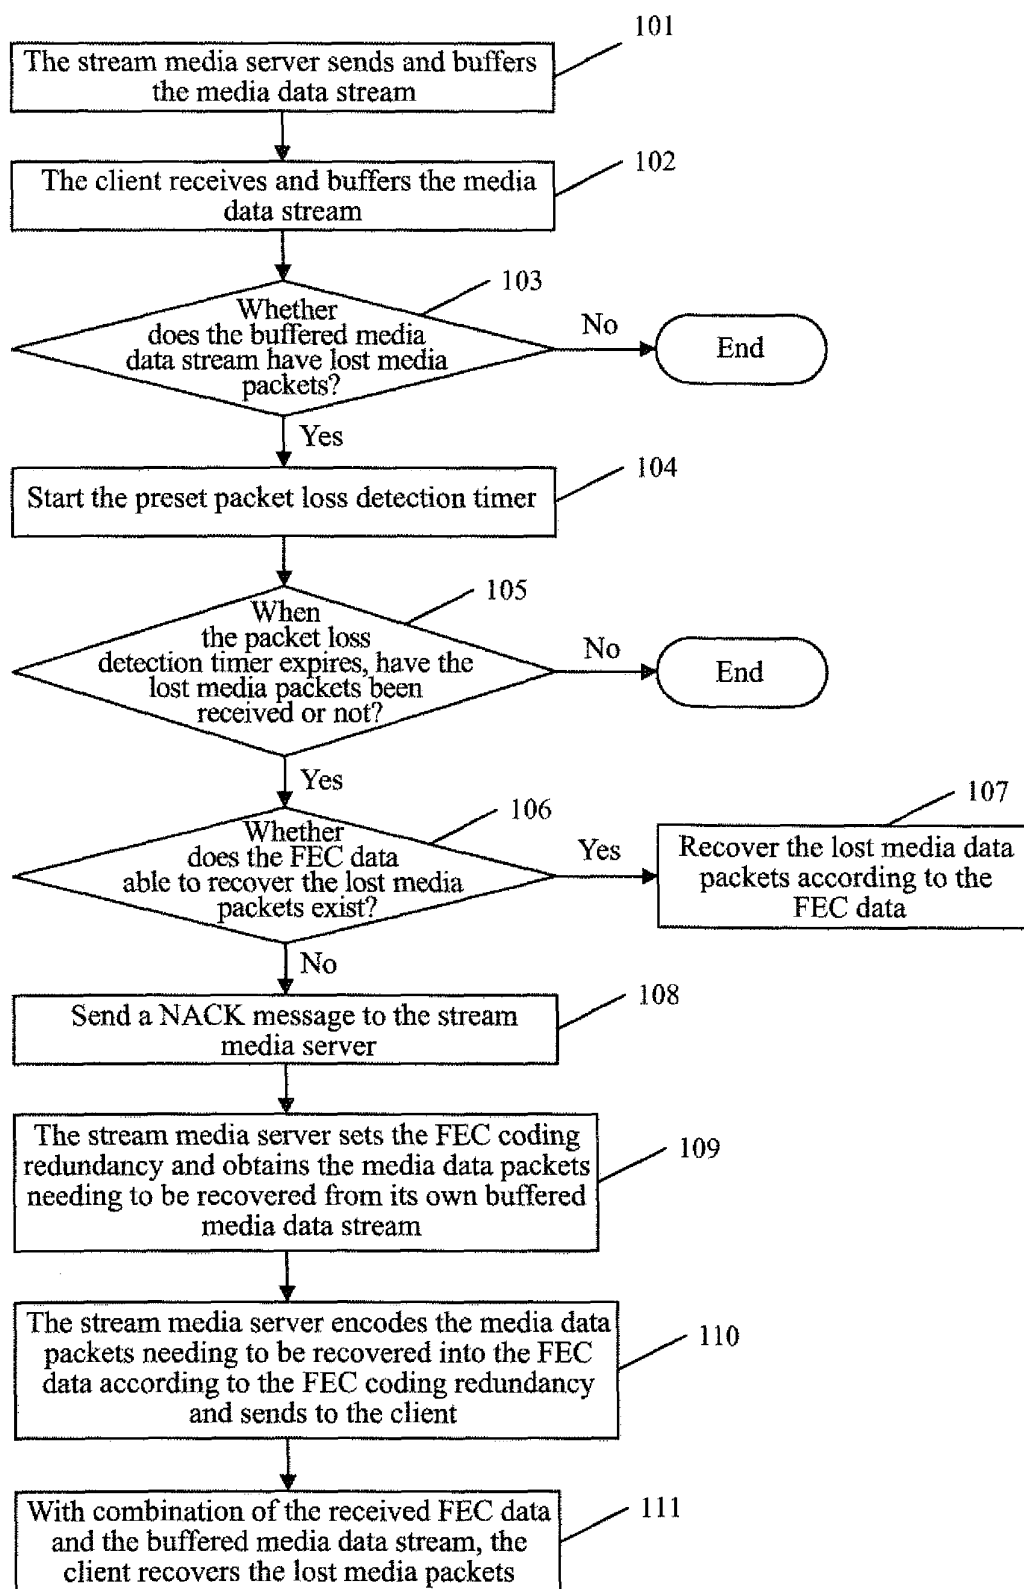 101
The stream media server sends and buffers
the media data stream
102
The client receives and buffers the media
data stream
103
Whether
does the buffered media
data stream have lost media
packets?
No
End
Yes
104
Start the preset packet loss detection timer
105
When
the packet loss
detection timer expires, have the
lost media packets been
received or not?
No
End
Yes
106
Whether
does the FEC data
able to recover the lost media
packets exist?
Yes
107
Recover the lost media data
packets according to the
FEC data
No
108
Send a NACK message to the stream
media server
109
The stream media server sets the FEC coding
redundancy and obtains the media data packets
needing to be recovered from its own buffered
media data stream
110
The stream media server encodes the media data
packets needing to be recovered into the FEC
data according to the FEC coding redundancy
and sends to the client
111
With combination of the received FEC data
and the buffered media data stream, the
client recovers the lost media packets